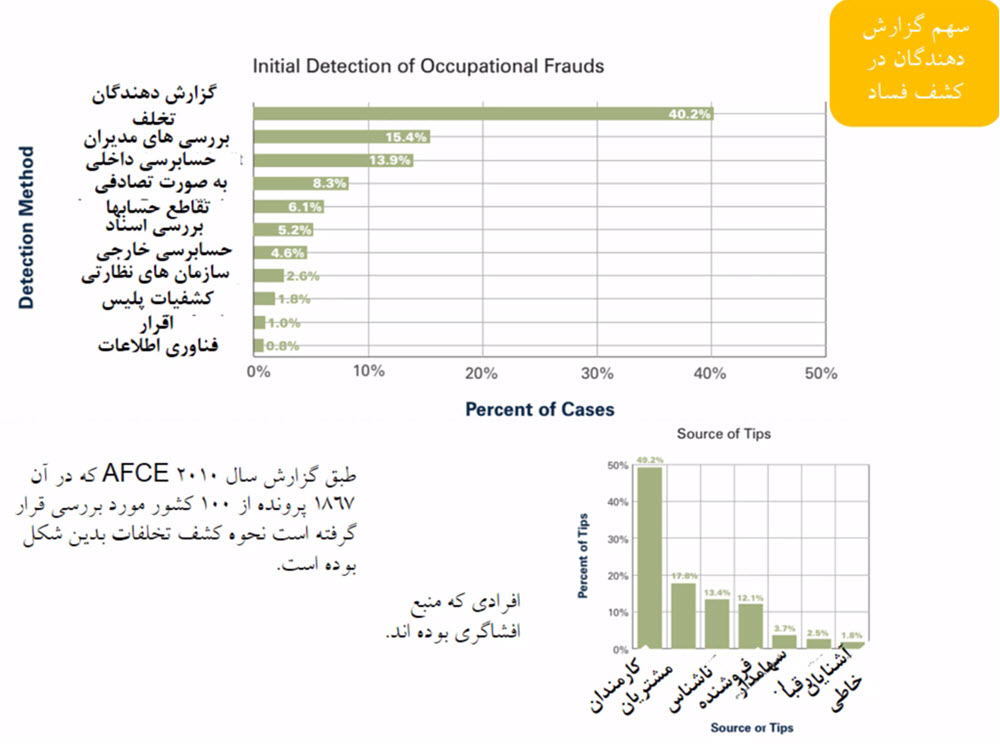 سهم گزارش
دهندگان در
کشف فساد
Initial Detection of Occupational Frauds
Detection Method
گزارش دهندگان
تخلف
40.2%
بررسی های مدیران
15.4%
حسابرسی داخلی
13.9%
به صورت تصادفی
8.3%
تقاطع حسابها
6.1%
بررسی اسناد
5.2%
حسابرسی خارجی
4.6%
سازمان های نظارتی
2.6%
کشفیات پلیس
1.8%
اقرار
1.0%
فناوری اطلاعات
0.8%
0% 10% 20% 30% 40% 50%
Percent of Cases
طبق گزارش سال ۲۰۱۰ AFCE که در آن
۱۸۶۷ پرونده از ۱۰۰ کشور مورد بررسی قرار
گرفته است نحوه کشف تخلفات بدین شکل
بوده است.
افرادی که منبع
افشاگری بوده اند.
Source of Tips
Percent of Tips
50%
40%
30%
20%
10%
0%
49.2%
17.8%
13.4%
12.1%
3.7%
2.5%
1.8%
کارمندان
مشتریان
ناشناس
فروشنده
سهامدار
رقبا
آشنایان
خاطی
Source or Tips